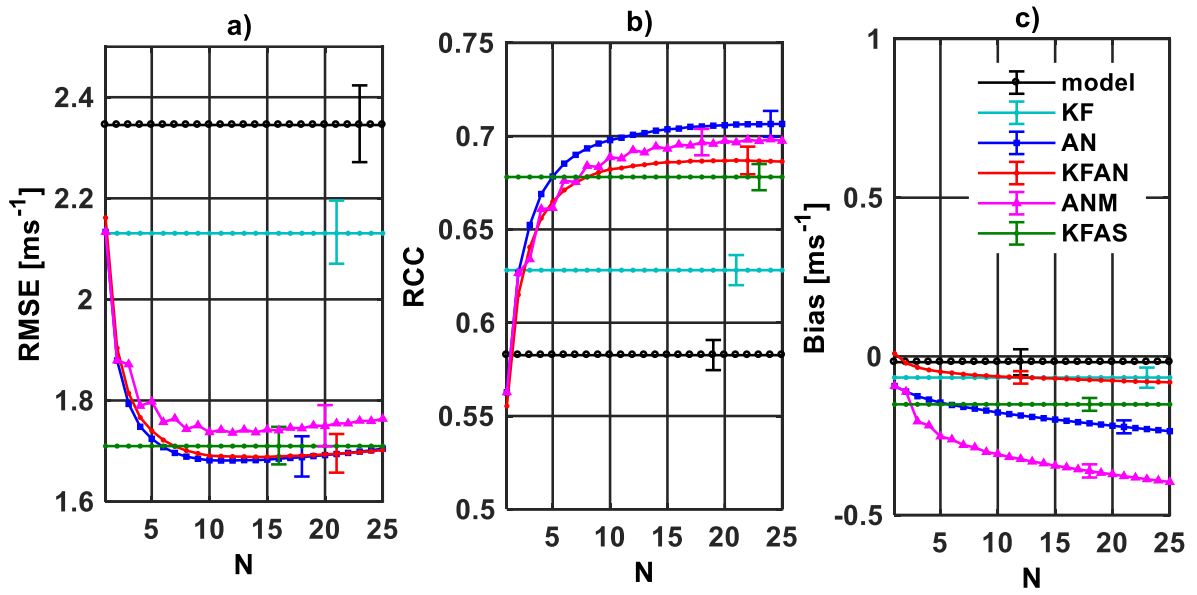 a)
2.4
2.2
2
1.8
1.6
RMSE [ms-1]
5 10 15 20 25
N
b)
0.75
0.7
0.65
0.6
0.55
0.5
RCC
5 10 15 20 25
N
c)
1
0.5
0
-0.5
Bias [ms-1]
5 10 15 20 25
N
model
KF
AN
KFAN
ANM
KFAS